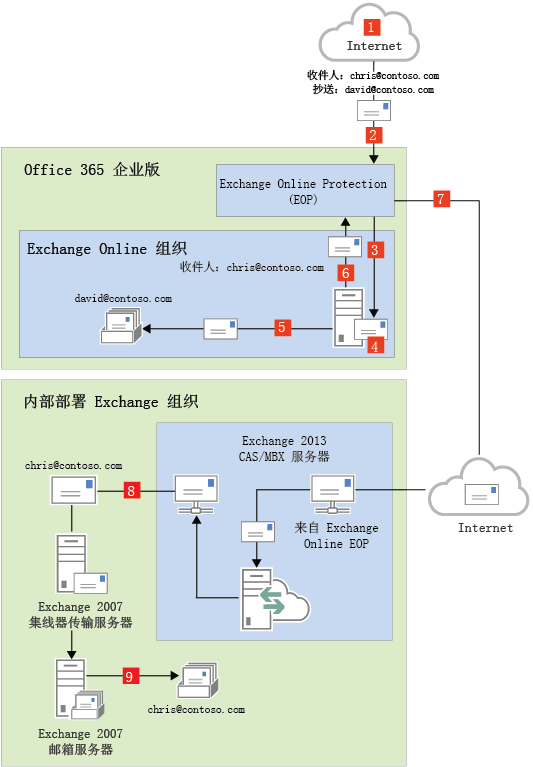 1
Internet
收件人：chris@contoso.com
抄送：david@contoso.com
2
Office 365 企业版
Exchange Online Protection
(EOP)
7
Exchange Online 组织
3
收件人：chris@contoso.com
6
david@contoso.com
5
4
内部部署 Exchange 组织
Exchange 2013
CAS/MBX 服务器
chris@contoso.com
8
来自 Exchange
Online EOP
Internet
Exchange 2007
集线器传输服务器
9
chris@contoso.com
Exchange 2007
邮箱服务器